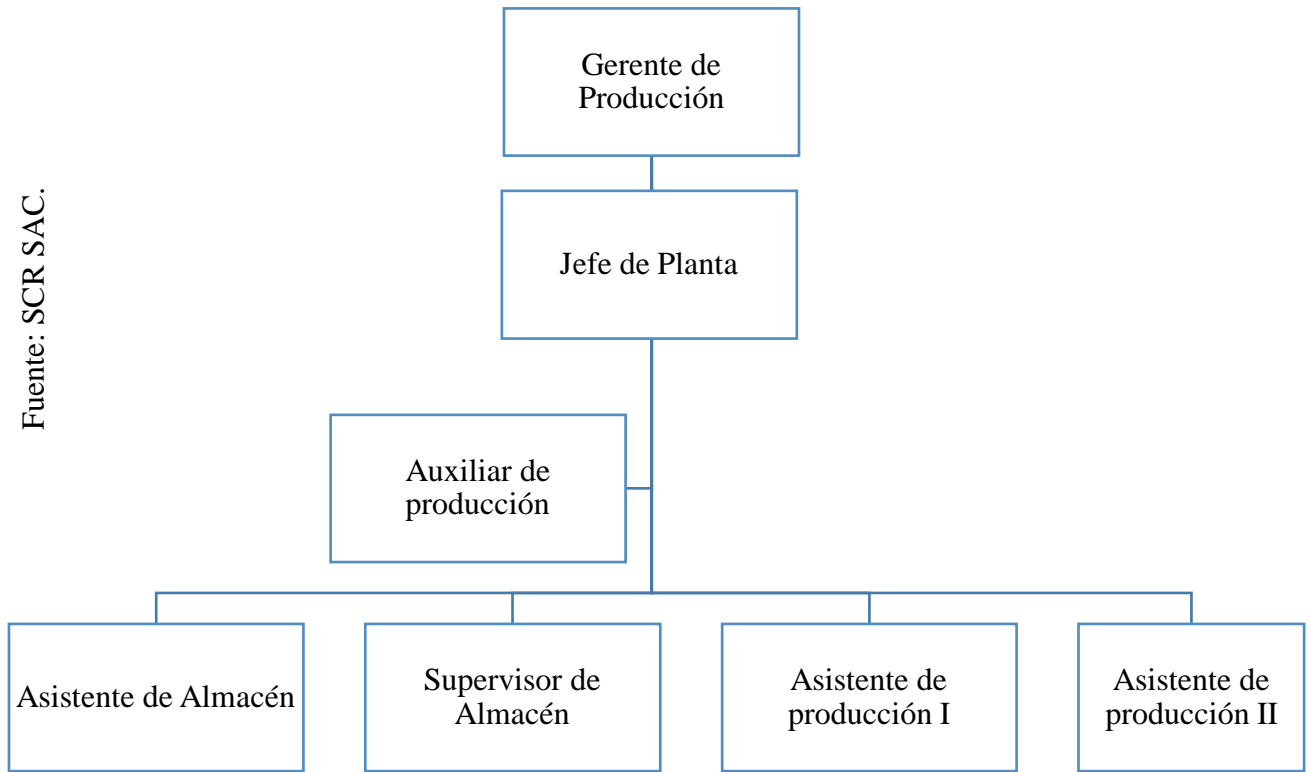 Gerente de
Producción
Fuente: SCR SAC.
Jefe de Planta
Auxiliar de
producción
Asistente de Almacén
Supervisor de
Almacén
Asistente de
producción I
Asistente de
producción II